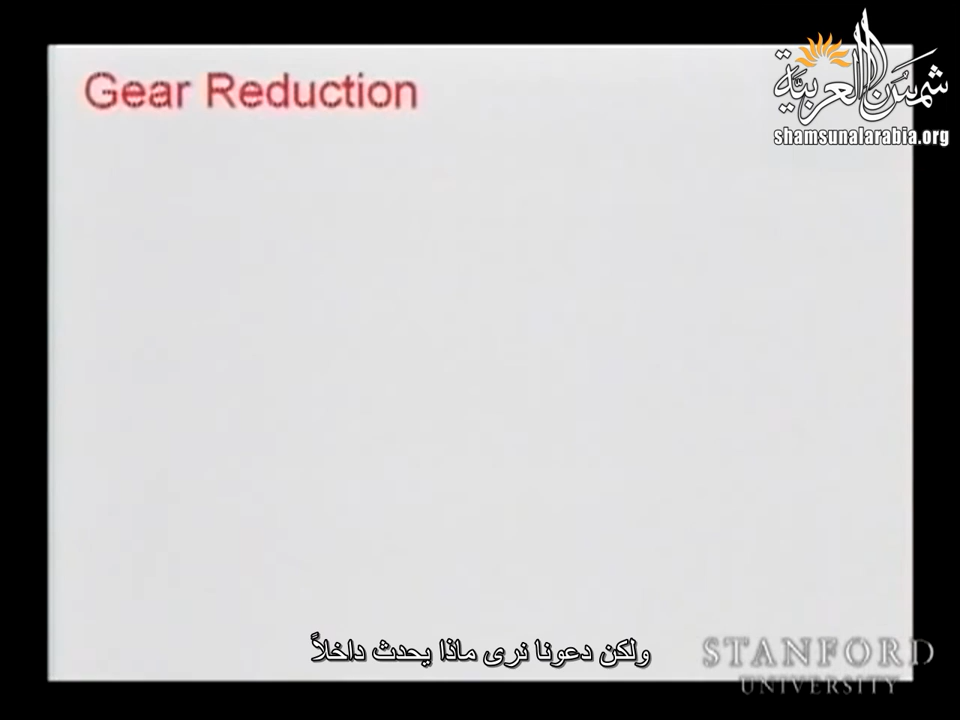 Gear Reduction
شمس العربية
shamsunalarabia.org
ولكن دعونا نرى ماذا يحدث داخلاً
STANFORD
UNIVERSITY